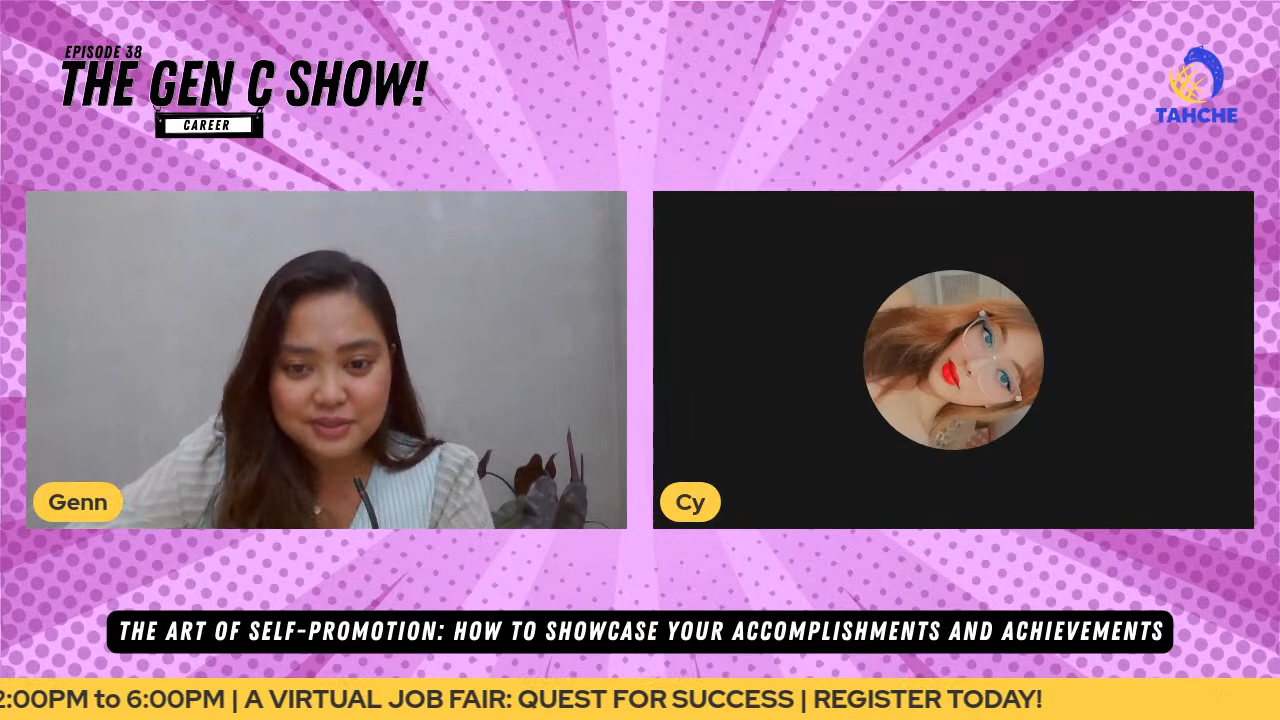 EPISODE 38
THE GEN C SHOW!
CAREER
TAHCHE
Genn
Cy
THE ART OF SELF-PROMOTION: HOW TO SHOWCASE YOUR ACCOMPLISHMENTS AND ACHIEVEMENTS
2:00PM to 6:00PM | A VIRTUAL JOB FAIR: QUEST FOR SUCCESS | REGISTER TODAY!